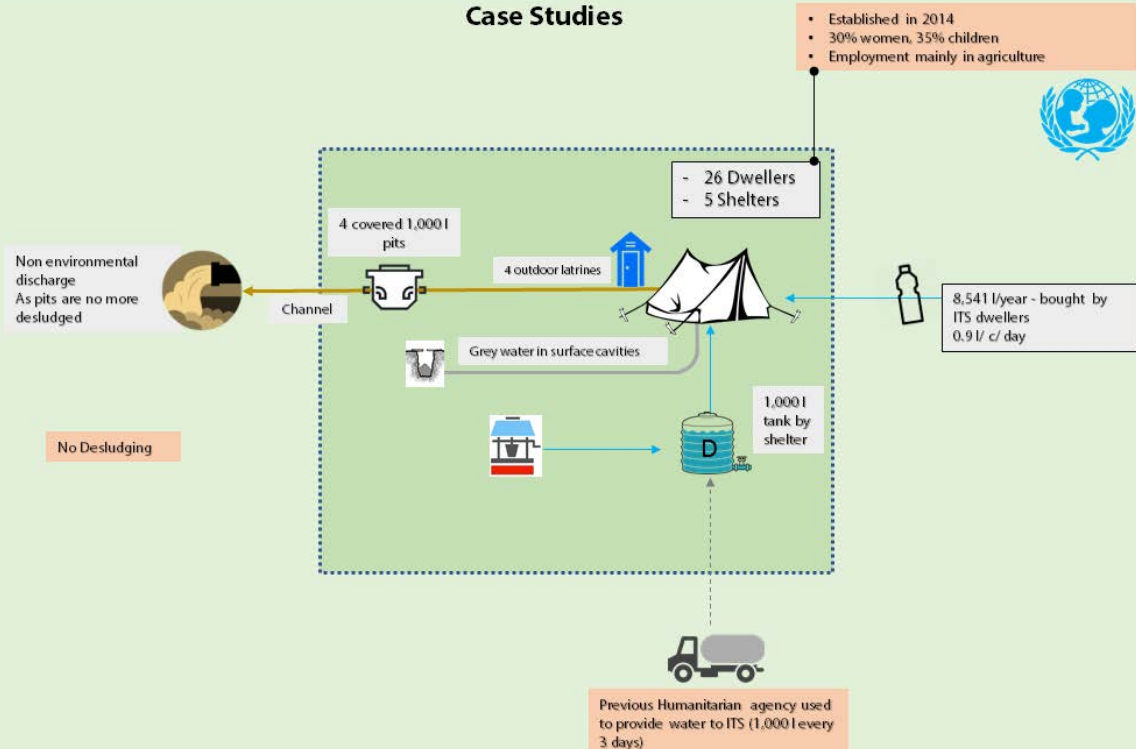 Case Studies
• Established in 2014
• 30% women, 35% children
• Employment mainly in agriculture
- 26 Dwellers
- 5 Shelters
4 covered 1,000 l
pits
4 outdoor latrines
Non environmental
discharge
As pits are no more
desludged
Channel
8,541 l/year - bought by
ITS dwellers
0.9 l/ c/ day
Grey water in surface cavities
1,000 l
tank by
shelter
D
No Desludging
Previous Humanitarian agency used
to provide water to ITS (1,000 l every
3 days)